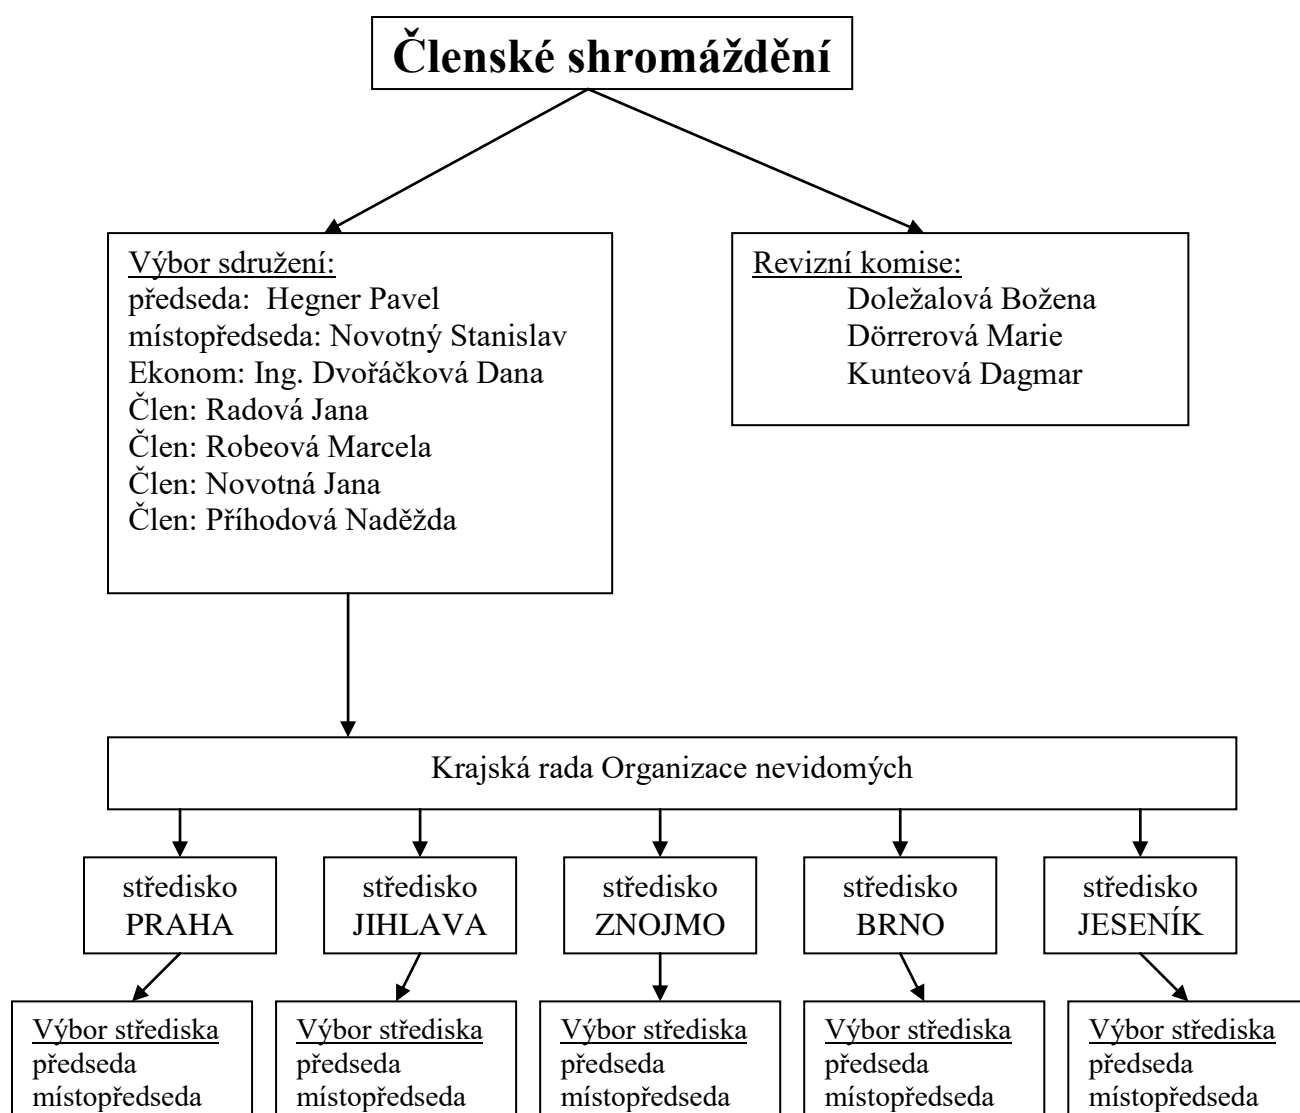 Členské shromáždění
Výbor sdružení:
předseda:  Hegner Pavel
místopředseda: Novotný Stanislav
Ekonom: Ing. Dvořáčková Dana
Člen: Radová Jana
Člen: Robeová Marcela
Člen: Novotná Jana
Člen: Příhodová Naděžda
Revizní komise:
Doležalová Božena
Dörrerová Marie
Kunteová Dagmar
Krajská rada Organizace nevidomých
středisko
PRAHA
středisko
JIHLAVA
středisko
ZNOJMO
středisko
BRNO
středisko
JESENÍK
Výbor střediska
předseda
místopředseda
Výbor střediska
předseda
místopředseda
Výbor střediska
předseda
místopředseda
Výbor střediska
předseda
místopředseda
Výbor střediska
předseda
místopředseda